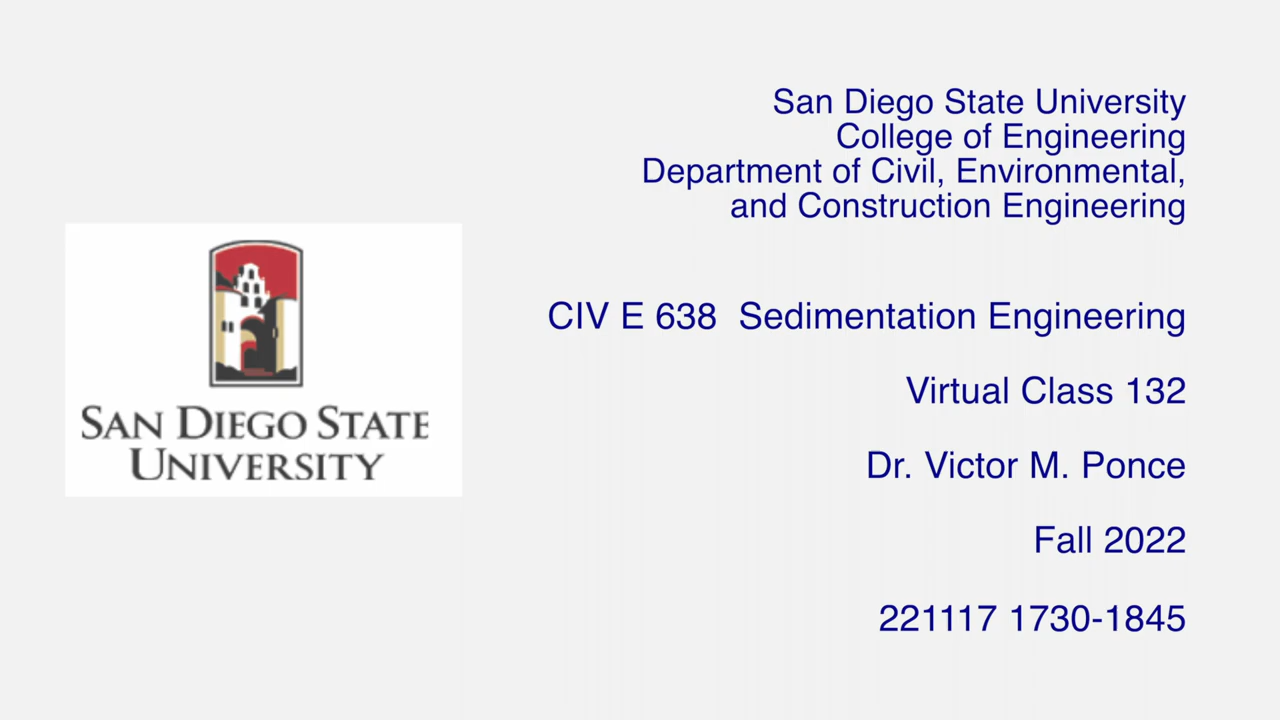 San Diego State University
College of Engineering
Department of Civil, Environmental,
and Construction Engineering
CIV E 638  Sedimentation Engineering
Virtual Class 132
Dr. Victor M. Ponce
Fall 2022
221117 1730-1845
SAN DIEGO STATE
UNIVERSITY